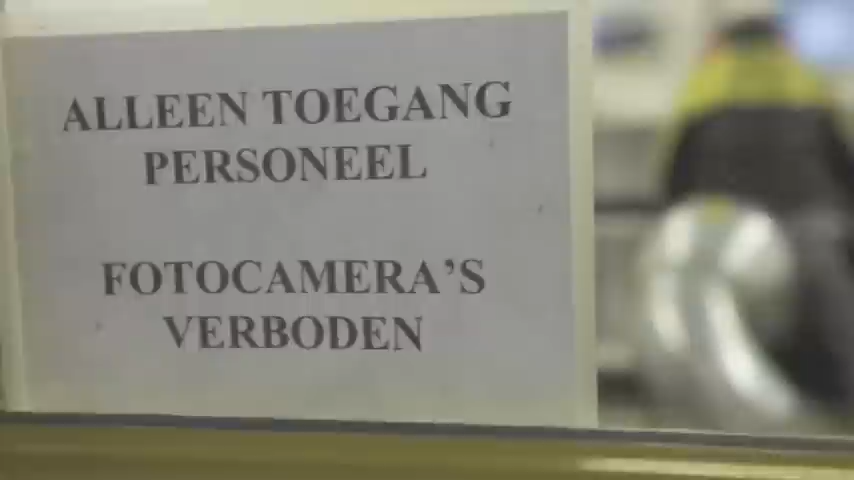 ALLEEN TOEGANG
PERSONEEL
FOTOCAMERA'S
VERBODEN